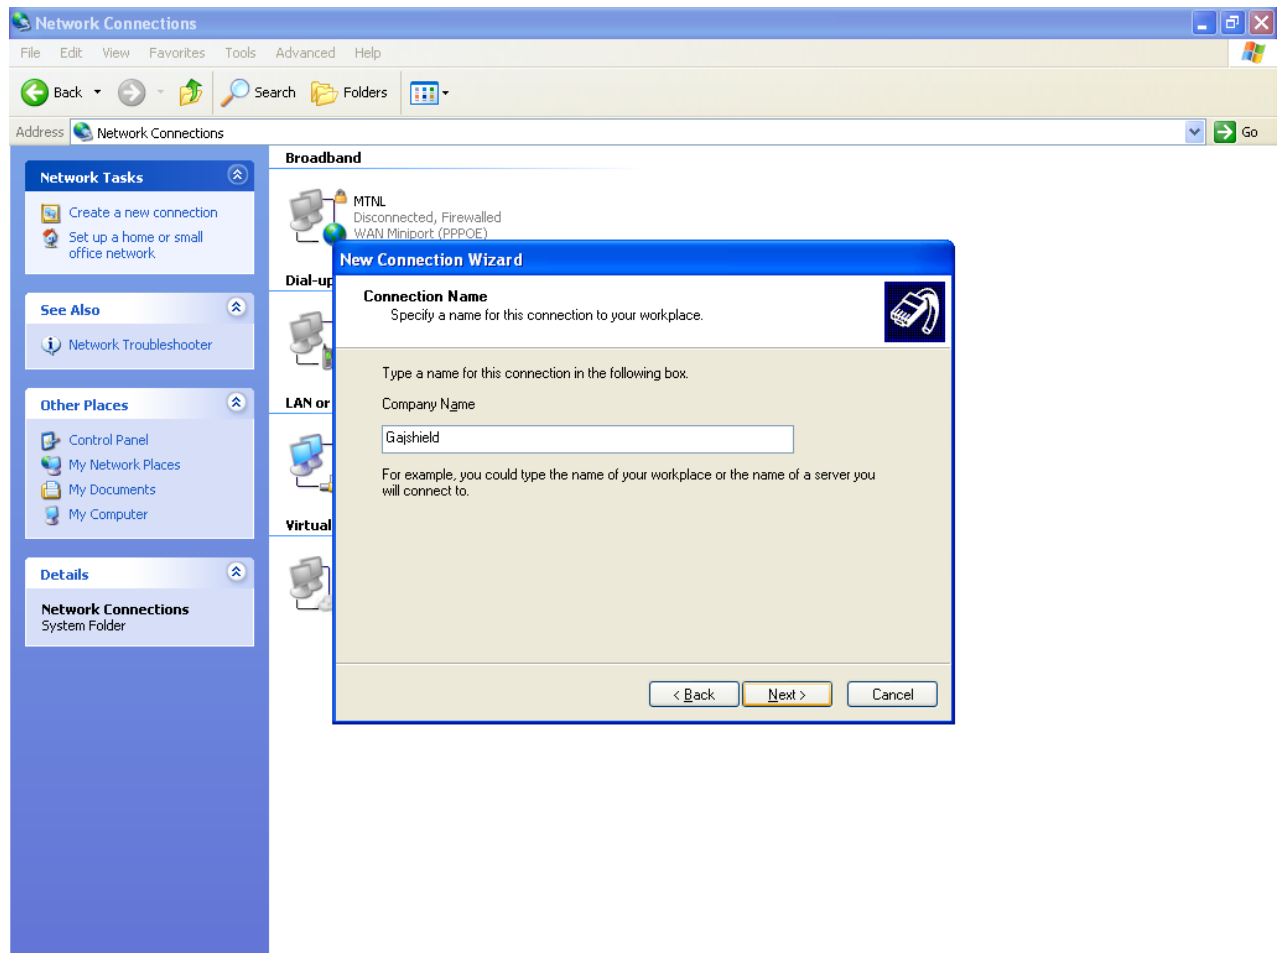 Network Connections
File Edit View Favorites Tools Advanced Help
Back Search Folders
Address Network Connections Go
Network Tasks
Create a new connection
Set up a home or small
office network
See Also
Network Troubleshooter
Other Places
Control Panel
My Network Places
My Documents
My Computer
Details
Network Connections
System Folder
Broadband
MTNL
Disconnected, Firewalled
WAN Miniport (PPPOE)
Dial-up
LAN or
Virtual
New Connection Wizard
Connection Name
Specify a name for this connection to your workplace.
Type a name for this connection in the following box.
Company Name
Gajshield
For example, you could type the name of your workplace or the name of a server you
will connect to.
< Back Next > Cancel